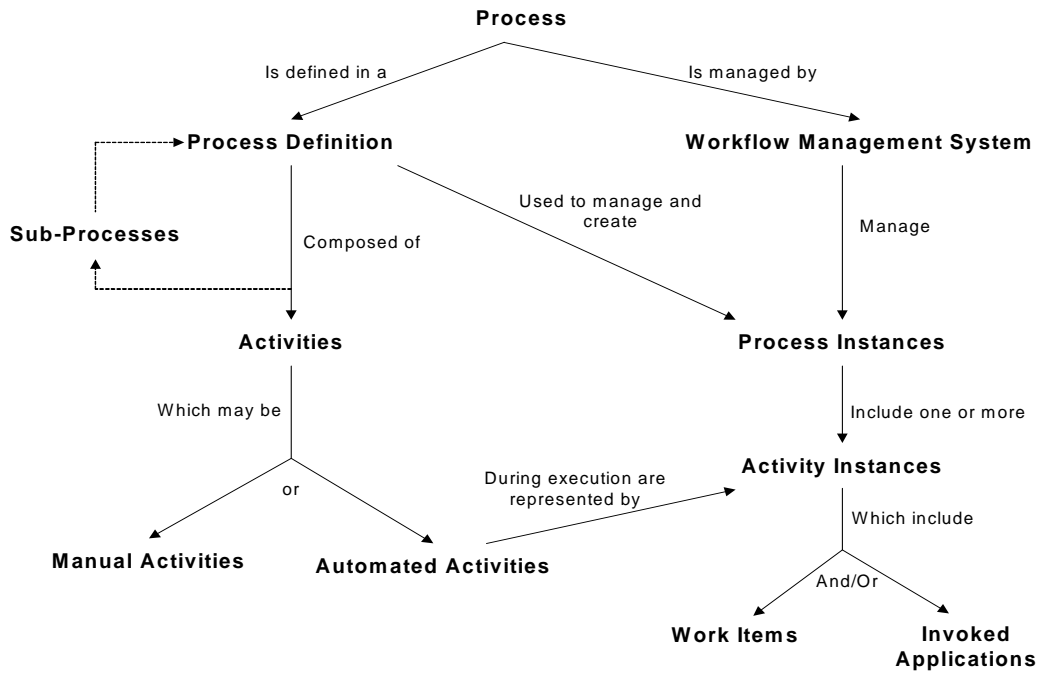 Process
Is defined in a
Is managed by
Process Definition
Workflow Management System
Used to manage and
create
Sub-Processes
Composed of
Manage
Activities
Process Instances
Which may be
Include one or more
Activity Instances
During execution are
represented by
or
Which include
Manual Activities
Automated Activities
And/Or
Work Items
Invoked
Applications